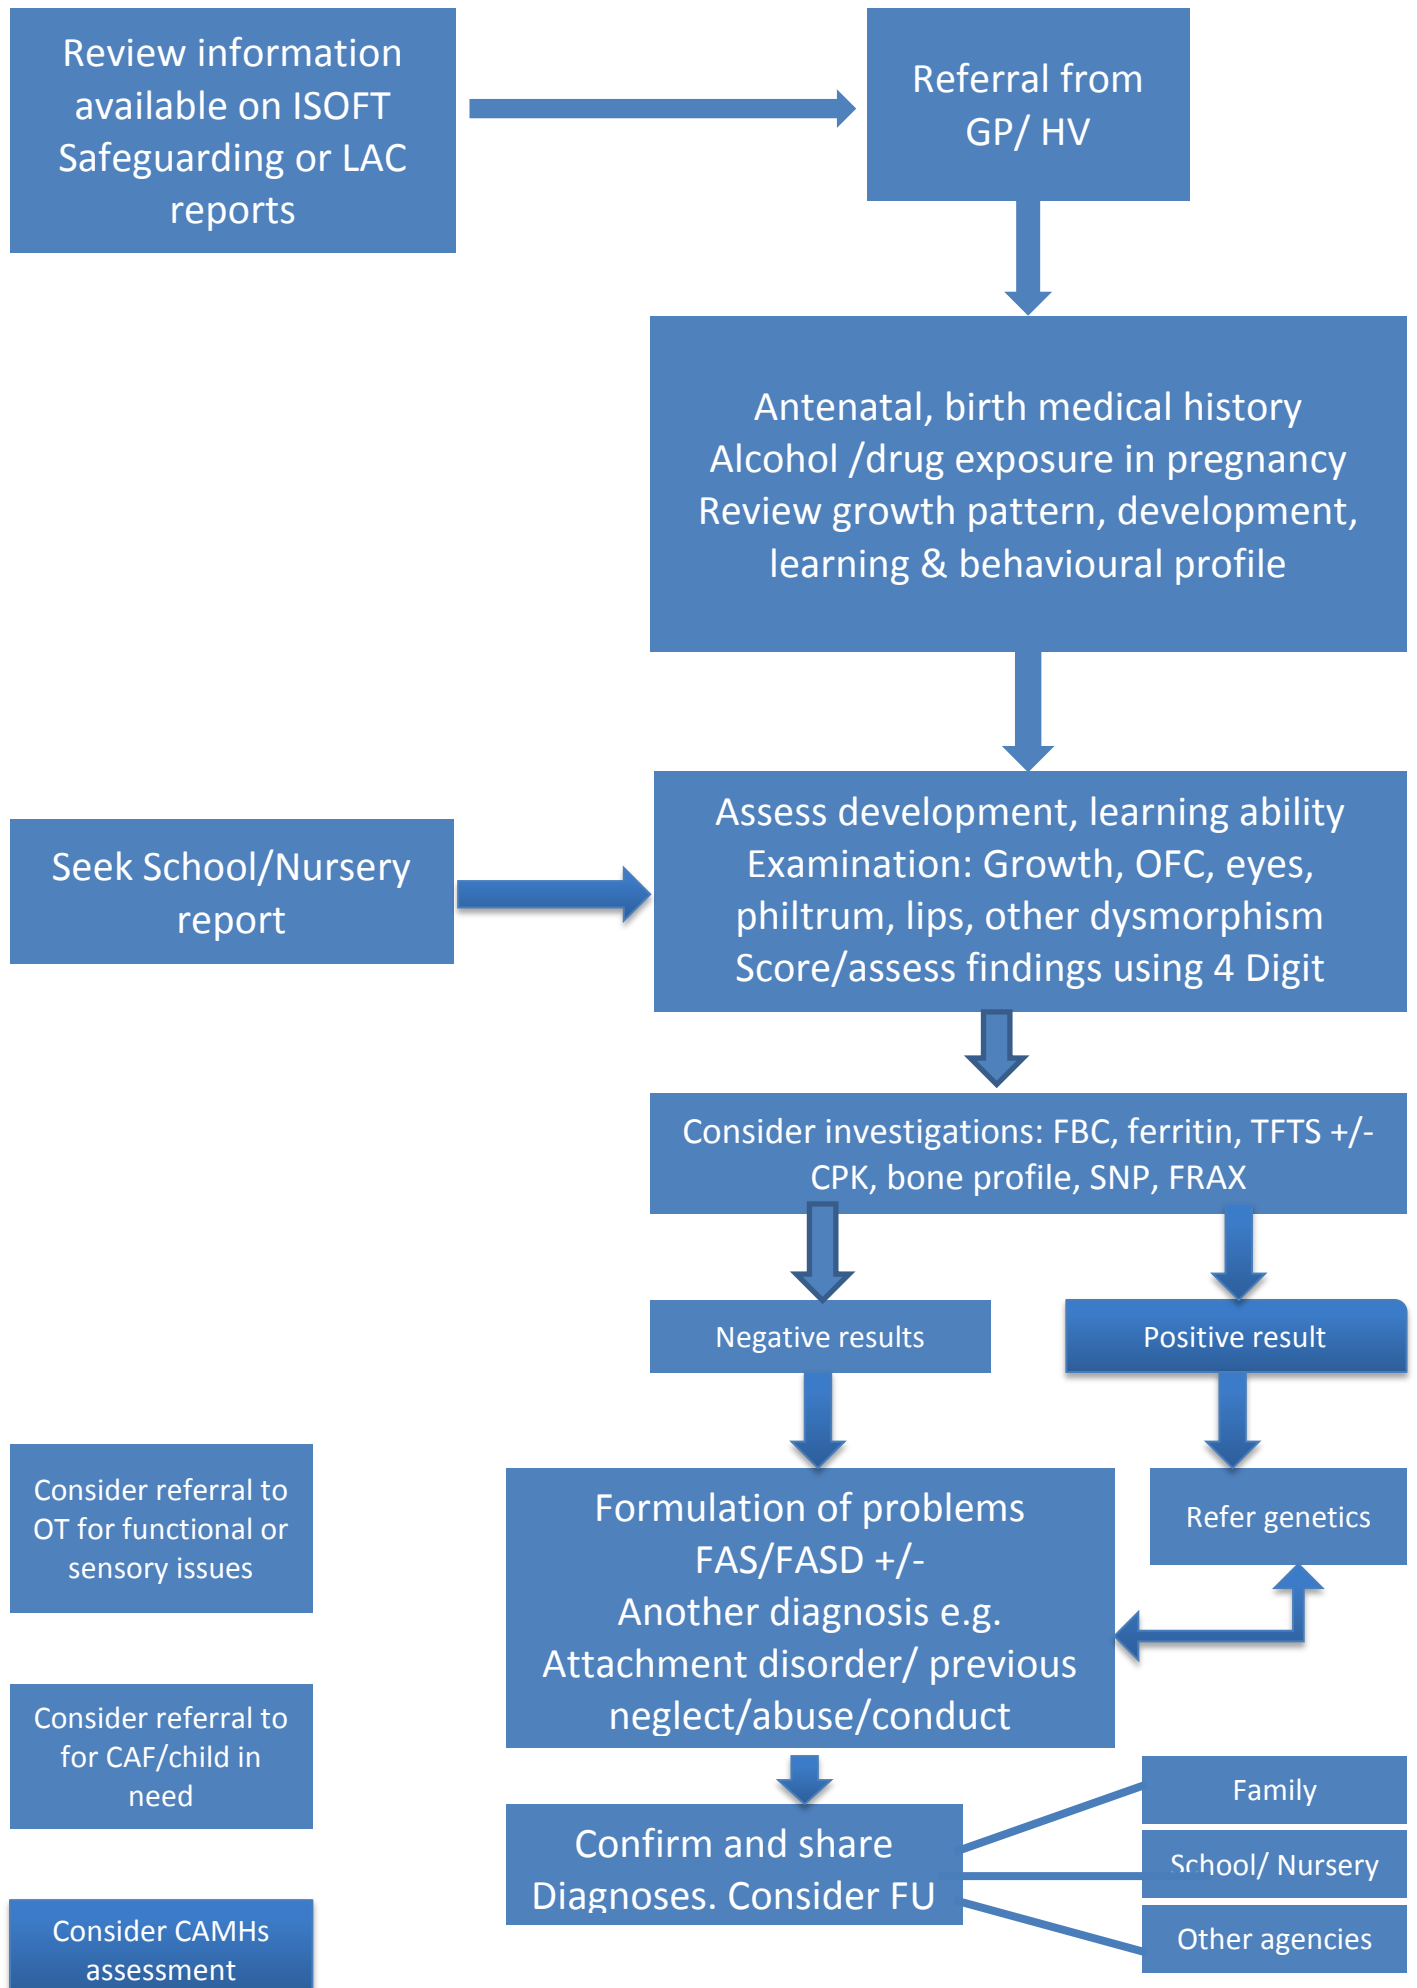 Review information
available on ISOFT
Safeguarding or LAC
reports
Referral from
GP/ HV
Antenatal, birth medical history
Alcohol /drug exposure in pregnancy
Review growth pattern, development,
learning & behavioural profile
Seek School/Nursery
report
Assess development, learning ability
Examination: Growth, OFC, eyes,
philtrum, lips, other dysmorphism
Score/assess findings using 4 Digit
Consider investigations: FBC, ferritin, TFTS +/-
CPK, bone profile, SNP, FRAX
Negative results
Positive result
Consider referral to
OT for functional or
sensory issues
Formulation of problems
FAS/FASD +/-
Another diagnosis e.g.
Attachment disorder/ previous
neglect/abuse/conduct
Refer genetics
Consider referral to
for CAF/child in
need
Confirm and share
Diagnoses. Consider FU
Family
School/ Nursery
Other agencies
Consider CAMHs
assessment